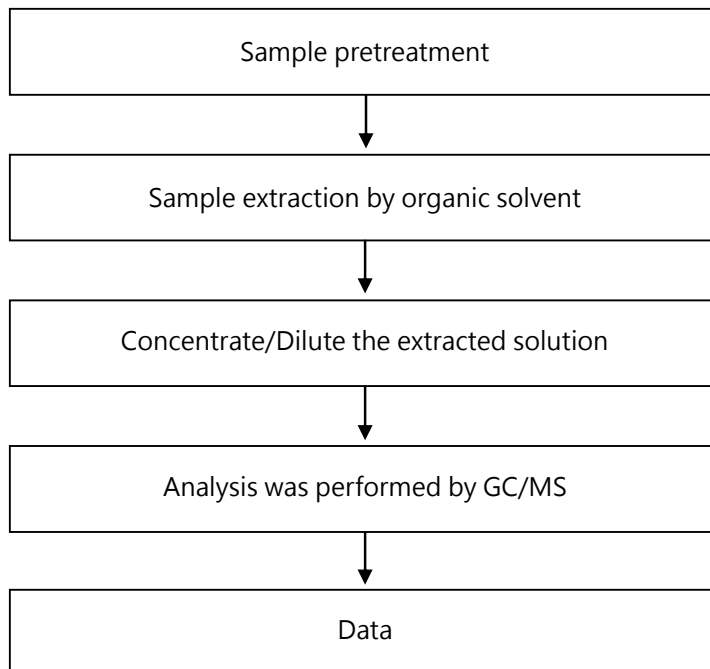 Sample pretreatment
Sample extraction by organic solvent
Concentrate/Dilute the extracted solution
Analysis was performed by GC/MS
Data